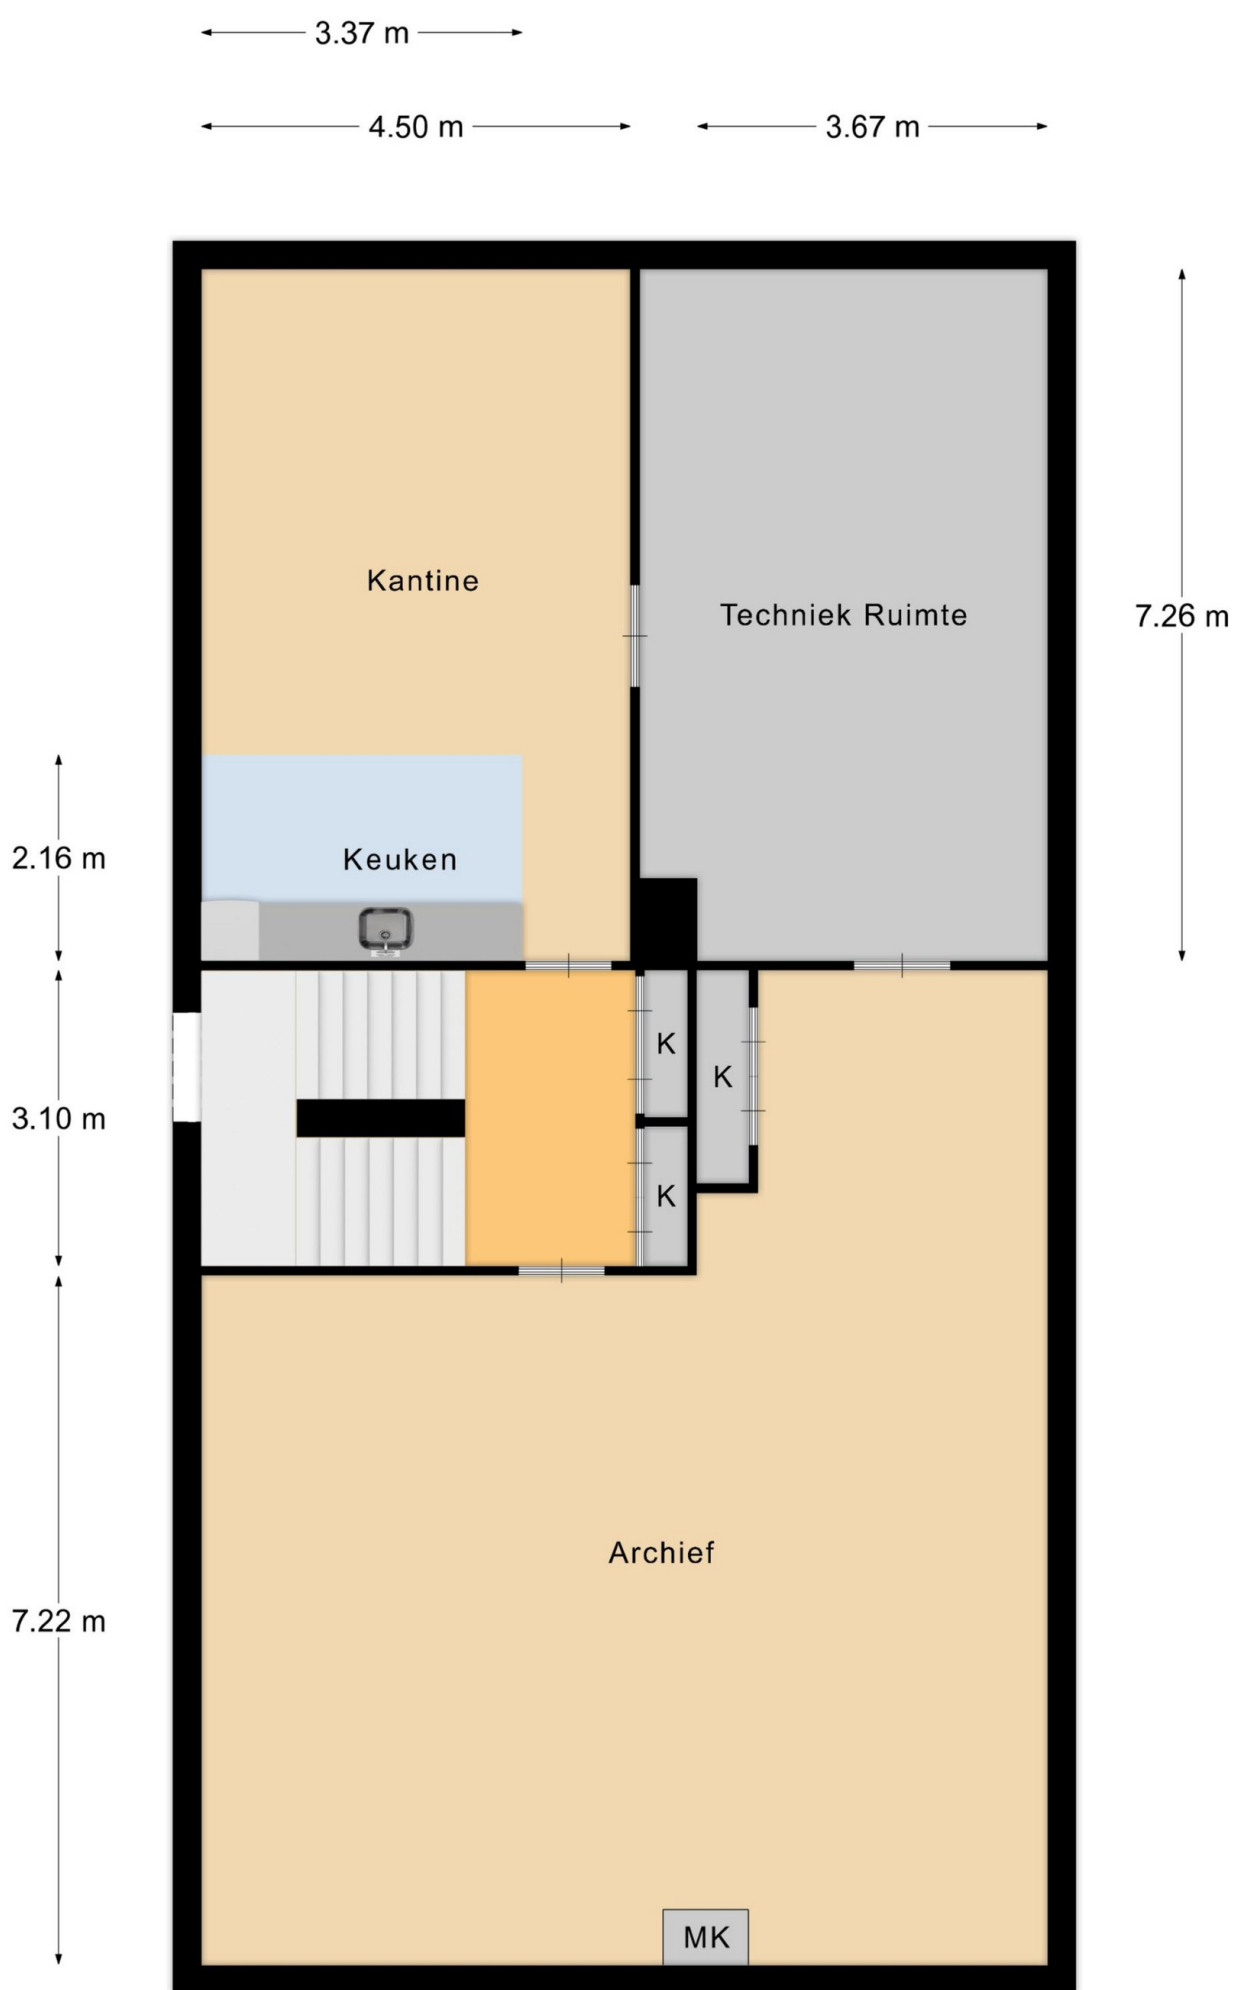 3.37 m
4.50 m
3.67 m
Kantine
Techniek Ruimte
7.26 m
2.16 m
Keuken
K
K
3.10 m
K
Archief
7.22 m
MK